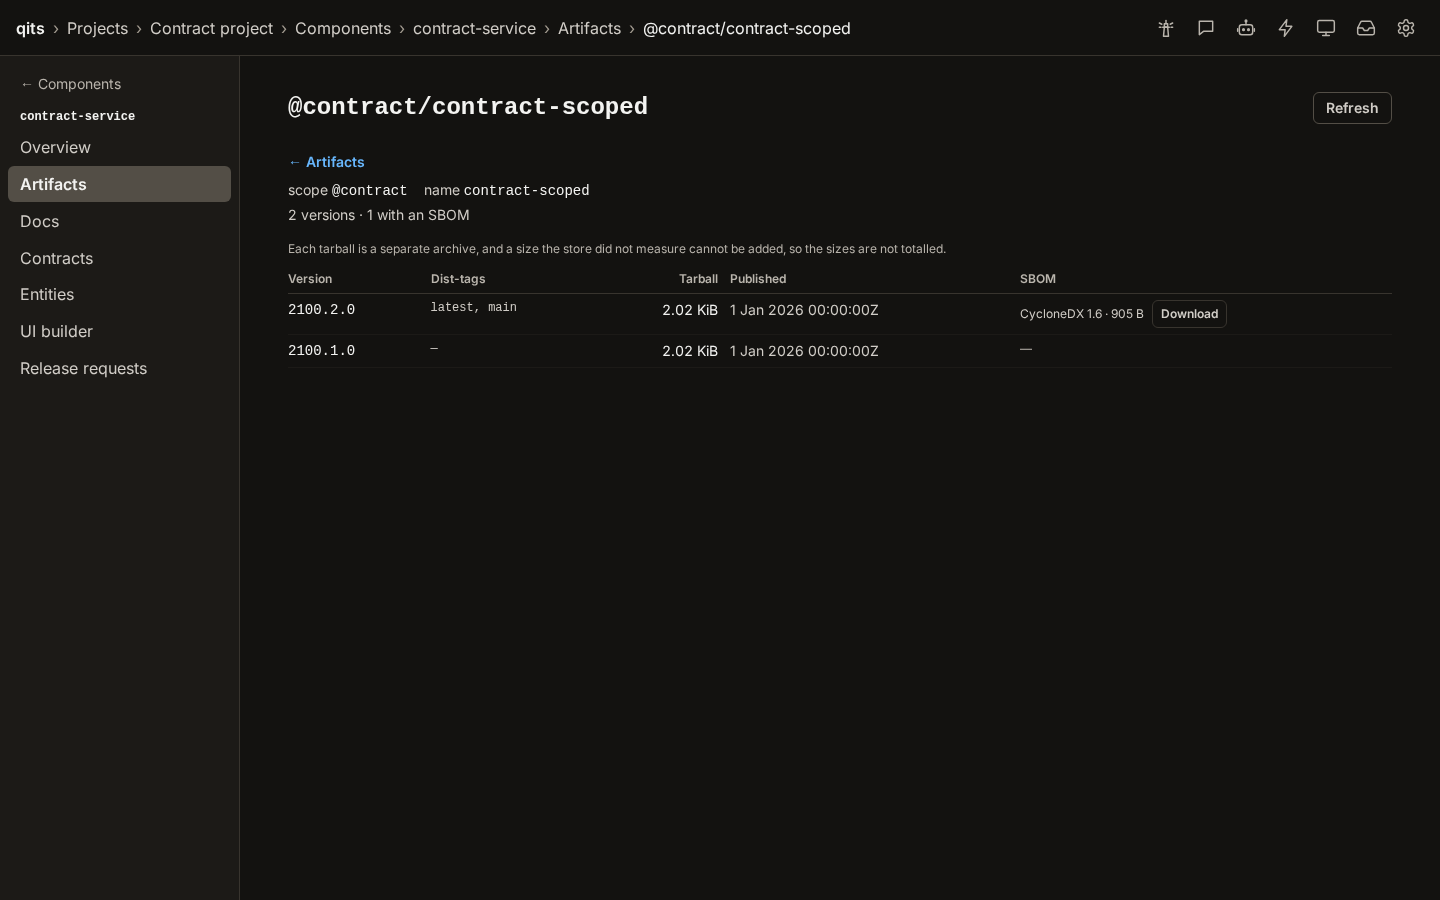 qits › Projects › Contract project › Components › contract-service › Artifacts › @contract/contract-scoped
← Components
contract-service
Overview
Artifacts
Docs
Contracts
Entities
UI builder
Release requests
@contract/contract-scoped
Refresh
← Artifacts
scope @contract name contract-scoped
2 versions · 1 with an SBOM
Each tarball is a separate archive, and a size the store did not measure cannot be added, so the sizes are not totalled.
Version Dist-tags Tarball Published SBOM
2100.2.0 latest, main 2.02 KiB 1 Jan 2026 00:00:00Z CycloneDX 1.6 · 905 B Download
2100.1.0 — 2.02 KiB 1 Jan 2026 00:00:00Z —